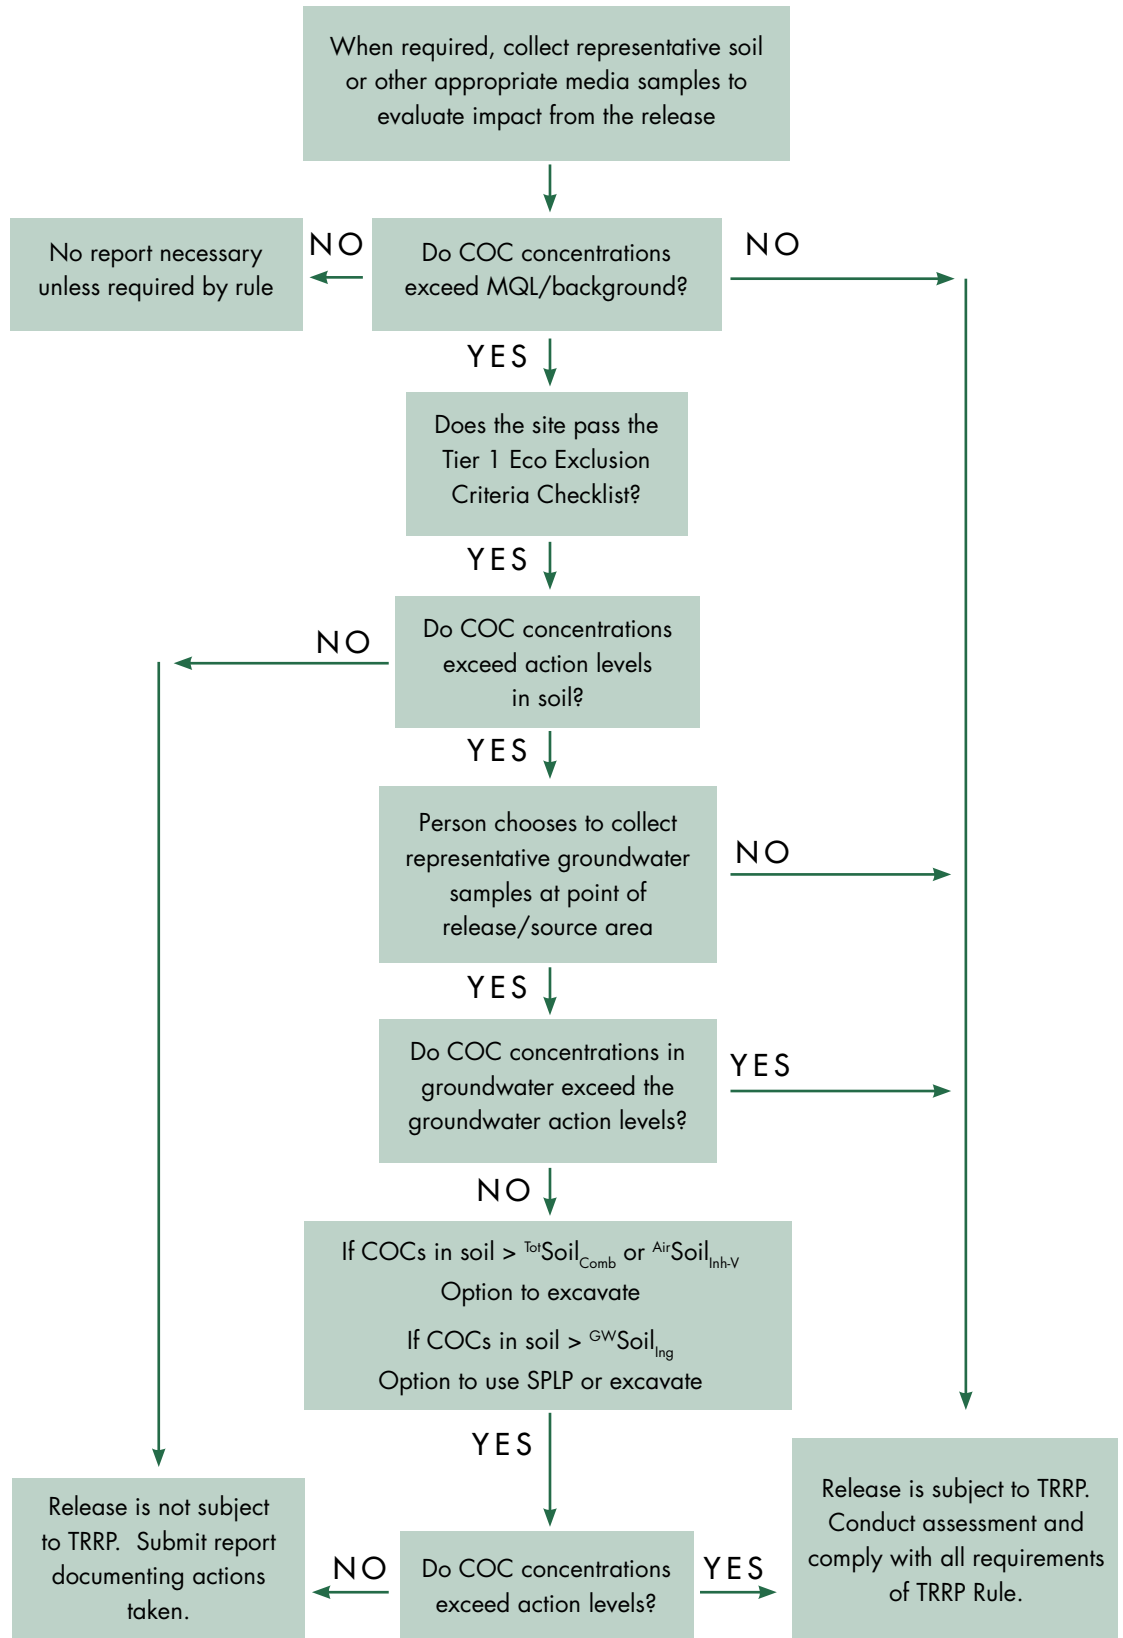 When required, collect representative soil
or other appropriate media samples to
evaluate impact from the release
No report necessary
unless required by rule
NO
Do COC concentrations
exceed MQL/background?
NO
YES
Does the site pass the
Tier 1 Eco Exclusion
Criteria Checklist?
YES
NO
Do COC concentrations
exceed action levels
in soil?
YES
Person chooses to collect
representative groundwater
samples at point of
release/source area
NO
YES
Do COC concentrations in
groundwater exceed the
groundwater action levels?
YES
NO
If COCs in soil > TotSoilComb or AirSoilInh-V
Option to excavate
If COCs in soil > GWSoilIng
Option to use SPLP or excavate
YES
Release is not subject
to TRRP. Submit report
documenting actions
taken.
NO
Do COC concentrations
exceed action levels?
YES
Release is subject to TRRP.
Conduct assessment and
comply with all requirements
of TRRP Rule.